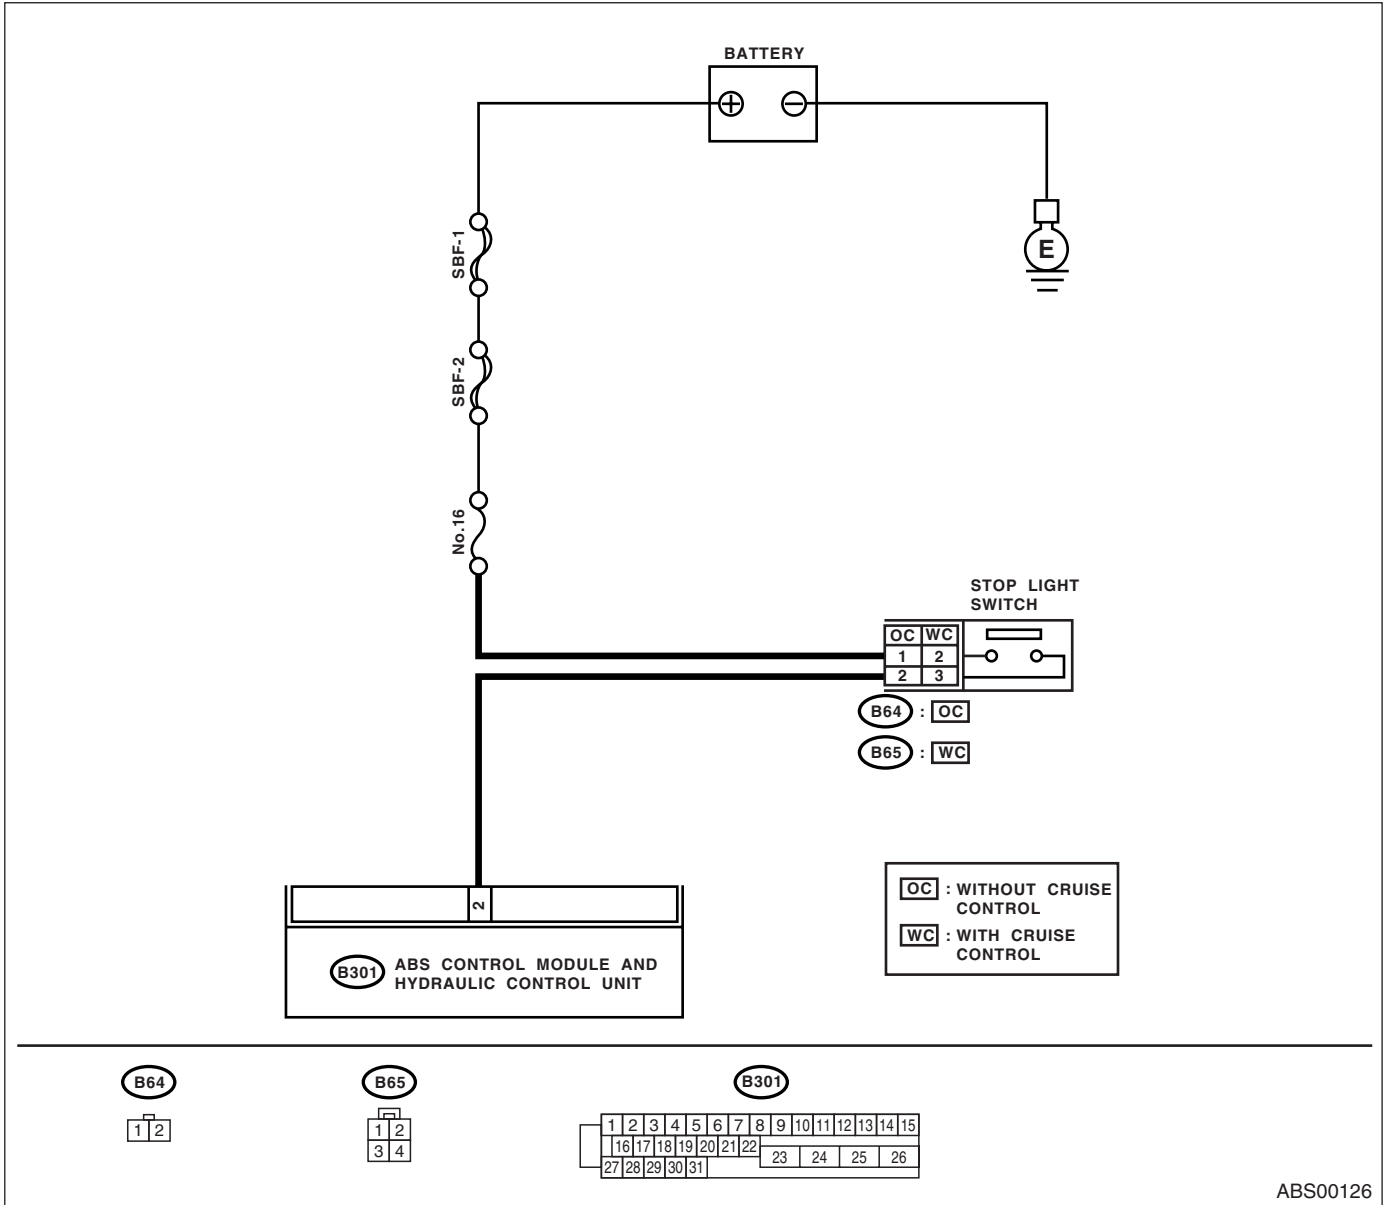 BATTERY
E
SBF-1
SBF-2
No.16
STOP LIGHT
SWITCH
OC WC
1 2
2 3
B64 : OC
B65 : WC
2
OC : WITHOUT CRUISE
CONTROL
WC : WITH CRUISE
CONTROL
B301 ABS CONTROL MODULE AND
HYDRAULIC CONTROL UNIT
B64
B65
B301
1 2
1 2
3 4
1 2 3 4 5 6 7 8 9 10 11 12 13 14 15
16 17 18 19 20 21 22
23 24 25 26
27 28 29 30 31
ABS00126